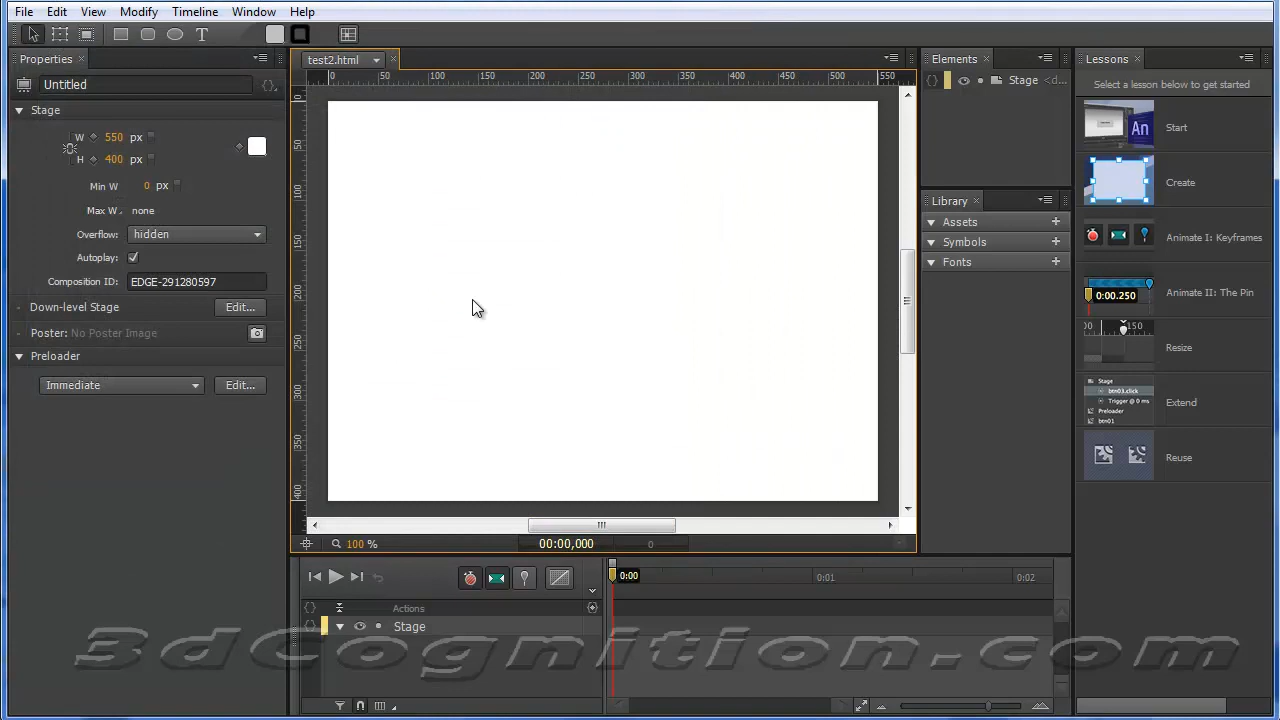 File Edit View Modify Timeline Window Help
T
Properties ×
Untitled
Stage
W 550 px
H 400 px
Min W 0 px
Max W none
Overflow: hidden
Autoplay:
Composition ID: EDGE-291280597
Down-level Stage Edit...
Poster: No Poster Image
Preloader
Immediate Edit...
test2.html ×
0 50 100 150 200 250 300 350 400 450 500 550
0 50 100 150 200 250 300 350 400
100 % 00:00,000 0
Elements ×
Stage <d...
Library ×
Assets +
Symbols +
Fonts +
Lessons ×
Select a lesson below to get started
An Start
Create
Animate I: Keyframes
0:00.250 Animate II: The Pin
00 150 Resize
Stage
btn03.click
Trigger @ 0 ms
Preloader
btn01
Extend
Reuse
0:00 0:01 0:02
Actions
Stage
3dCognition.com